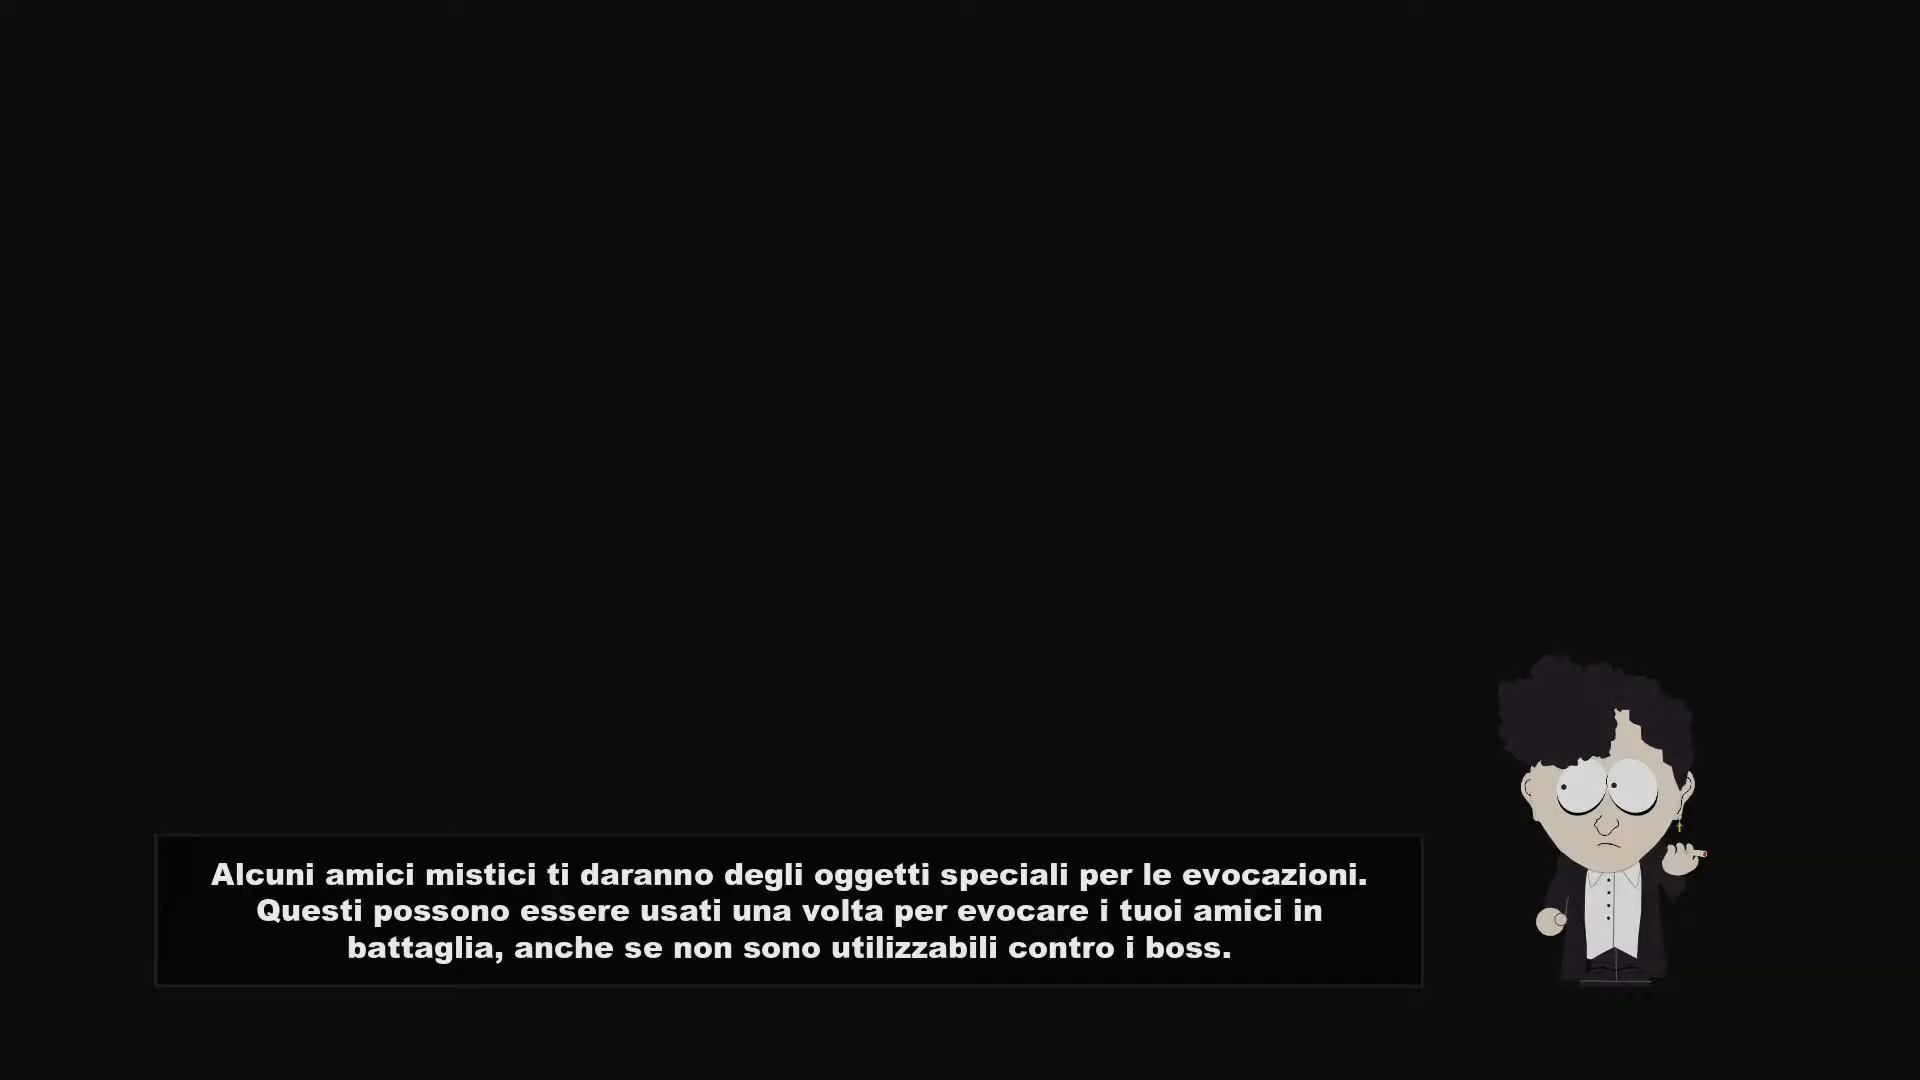 Alcuni amici mistici ti daranno degli oggetti speciali per le evocazioni.
Questi possono essere usati una volta per evocare i tuoi amici in
battaglia, anche se non sono utilizzabili contro i boss.